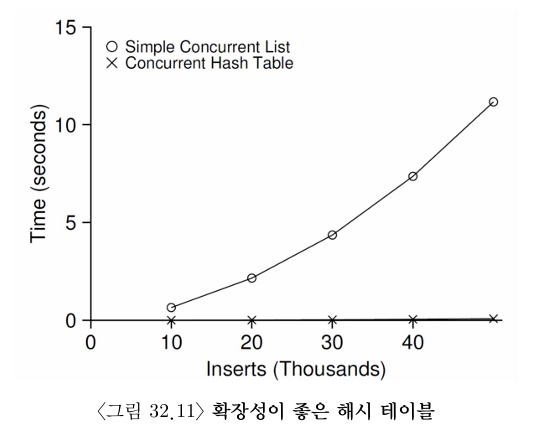 15
Simple Concurrent List
Concurrent Hash Table
10
Time (seconds)
5
0
0 10 20 30 40
Inserts (Thousands)
〈그림 32.11〉 확장성이 좋은 해시 테이블